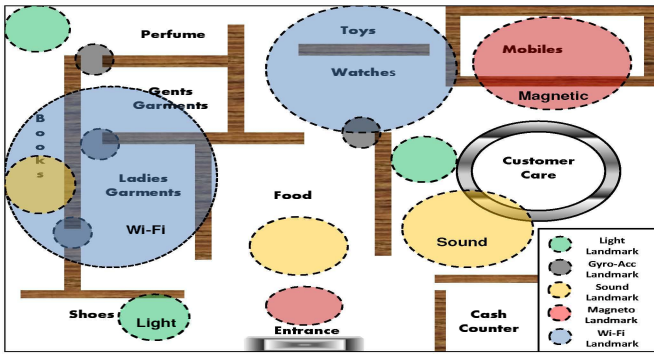 Perfume
Toys
Watches
Mobiles
Magnetic
Gents
Garments
Books
Ladies
Garments
Wi-Fi
Customer
Care
Food
Sound
Shoes
Light
Entrance
Cash
Counter
Light
Landmark
Gyro-Acc
Landmark
Sound
Landmark
Magneto
Landmark
Wi-Fi
Landmark